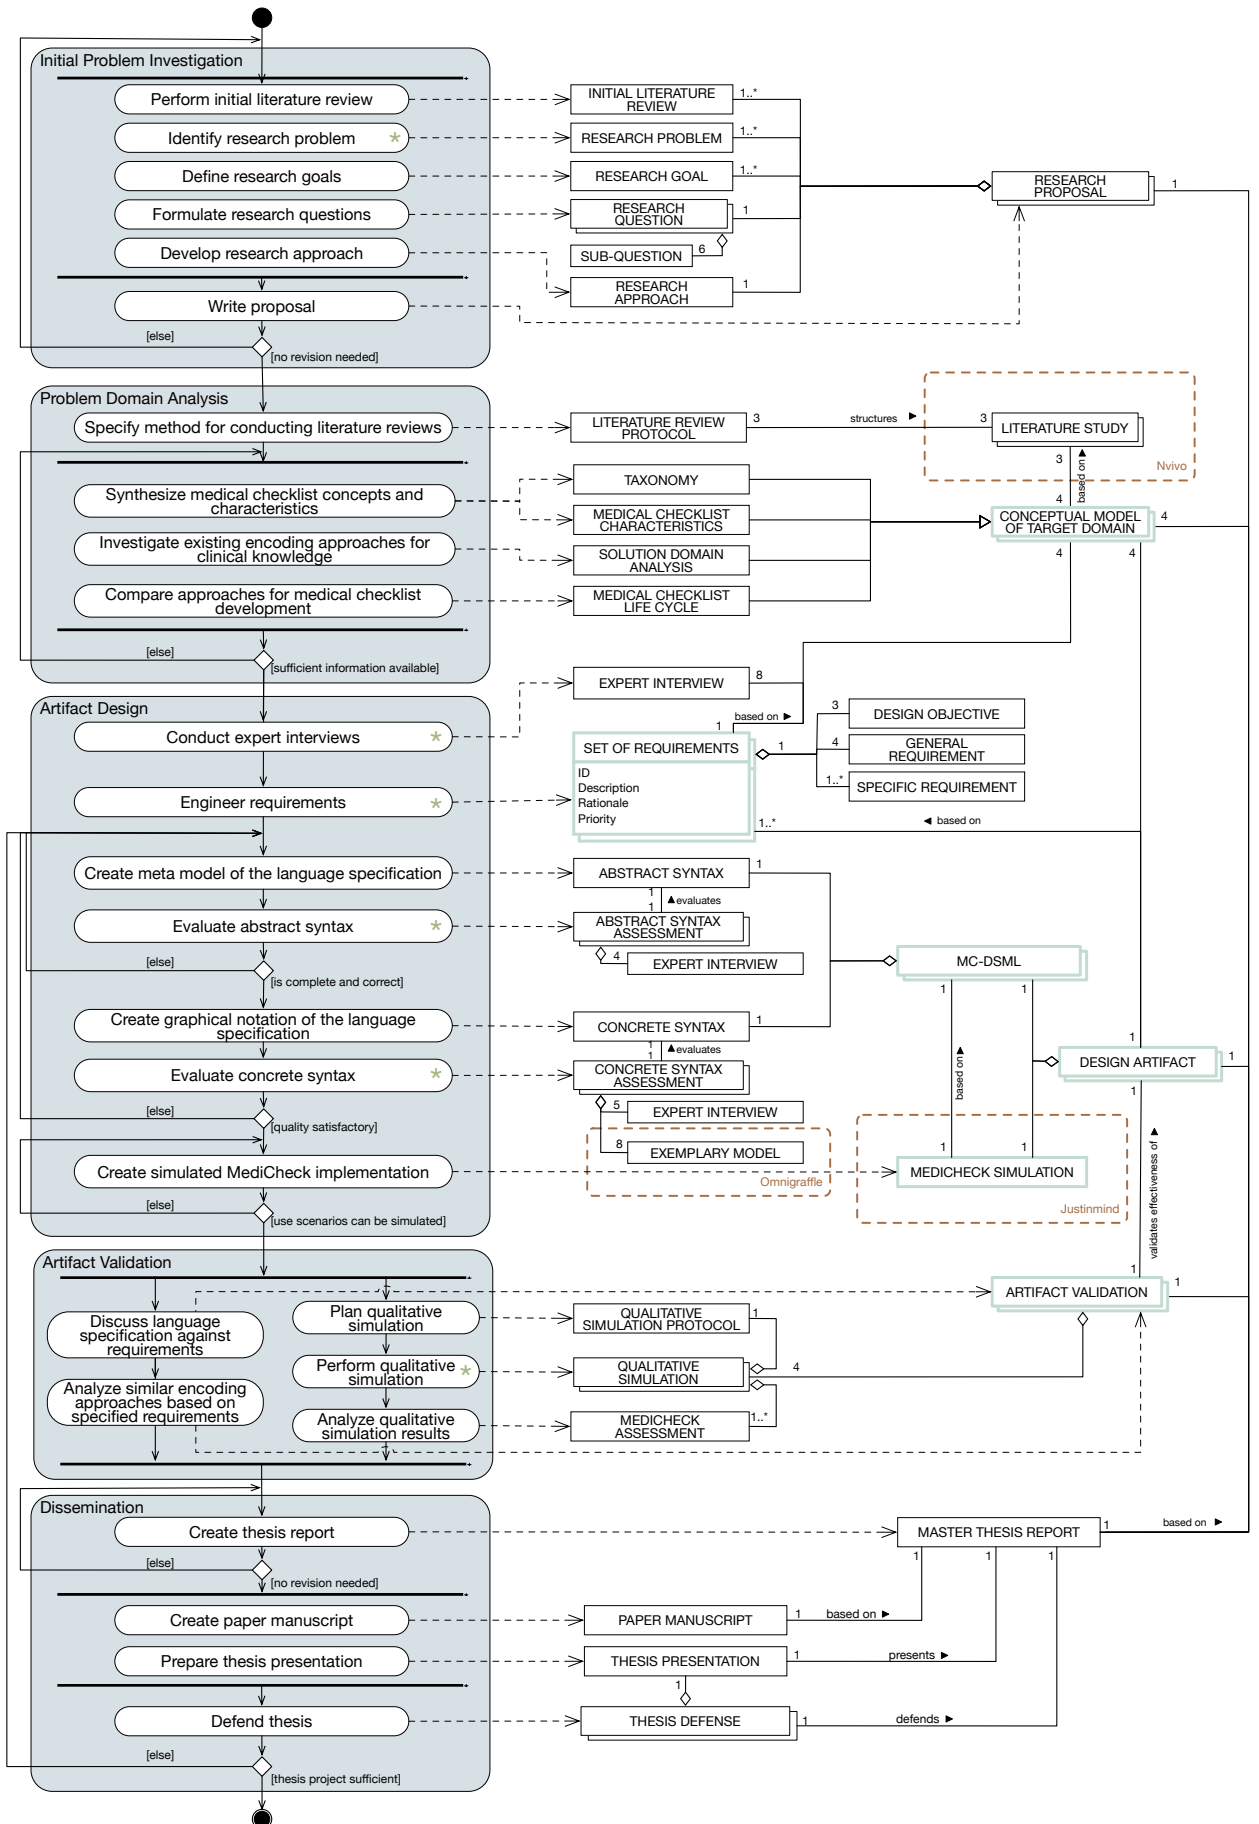 Initial Problem Investigation
Perform initial literature review
Identify research problem *
Define research goals
Formulate research questions
Develop research approach
Write proposal
[else]
[no revision needed]
INITIAL LITERATURE
REVIEW
1..*
RESEARCH PROBLEM
1..*
RESEARCH GOAL
1..*
RESEARCH
QUESTION
1
SUB-QUESTION
6
RESEARCH
APPROACH
1
RESEARCH
PROPOSAL
1
Problem Domain Analysis
Specify method for conducting literature reviews
Synthesize medical checklist concepts and
characteristics
Investigate existing encoding approaches for
clinical knowledge
Compare approaches for medical checklist
development
[else]
[sufficient information available]
LITERATURE REVIEW
PROTOCOL
3
structures ►
3
LITERATURE STUDY
3
Nvivo
based on ►
4
TAXONOMY
MEDICAL CHECKLIST
CHARACTERISTICS
SOLUTION DOMAIN
ANALYSIS
MEDICAL CHECKLIST
LIFE CYCLE
CONCEPTUAL MODEL
OF TARGET DOMAIN
4
4
4
Artifact Design
Conduct expert interviews *
Engineer requirements *
Create meta model of the language specification
Evaluate abstract syntax *
[else]
[is complete and correct]
Create graphical notation of the language
specification
Evaluate concrete syntax *
[else]
[quality satisfactory]
Create simulated MediCheck implementation
[else]
[use scenarios can be simulated]
EXPERT INTERVIEW
8
based on ►
1
SET OF REQUIREMENTS
ID
Description
Rationale
Priority
1
3
DESIGN OBJECTIVE
4
GENERAL
REQUIREMENT
1..*
SPECIFIC REQUIREMENT
1..*
◄ based on
ABSTRACT SYNTAX
1
1
▲evaluates
1
ABSTRACT SYNTAX
ASSESSMENT
4
EXPERT INTERVIEW
MC-DSML
1
1
CONCRETE SYNTAX
1
1
▲evaluates
1
CONCRETE SYNTAX
ASSESSMENT
5
EXPERT INTERVIEW
8
EXEMPLARY MODEL
Omnigraffle
based on ►
1
DESIGN ARTIFACT
1
1
1
1
MEDICHECK SIMULATION
Justinmind
validates effectiveness of ►
1
Artifact Validation
Discuss language
specification against
requirements
Analyze similar encoding
approaches based on
specified requirements
Plan qualitative
simulation
Perform qualitative
simulation *
Analyze qualitative
simulation results
QUALITATIVE
SIMULATION PROTOCOL
1
QUALITATIVE
SIMULATION
4
MEDICHECK
ASSESSMENT
1..*
ARTIFACT VALIDATION
1
Dissemination
Create thesis report
[else]
[no revision needed]
Create paper manuscript
Prepare thesis presentation
Defend thesis
[else]
[thesis project sufficient]
MASTER THESIS REPORT
1
based on ►
1
1
1
PAPER MANUSCRIPT
1
based on ►
THESIS PRESENTATION
1
presents ►
1
THESIS DEFENSE
1
defends ►